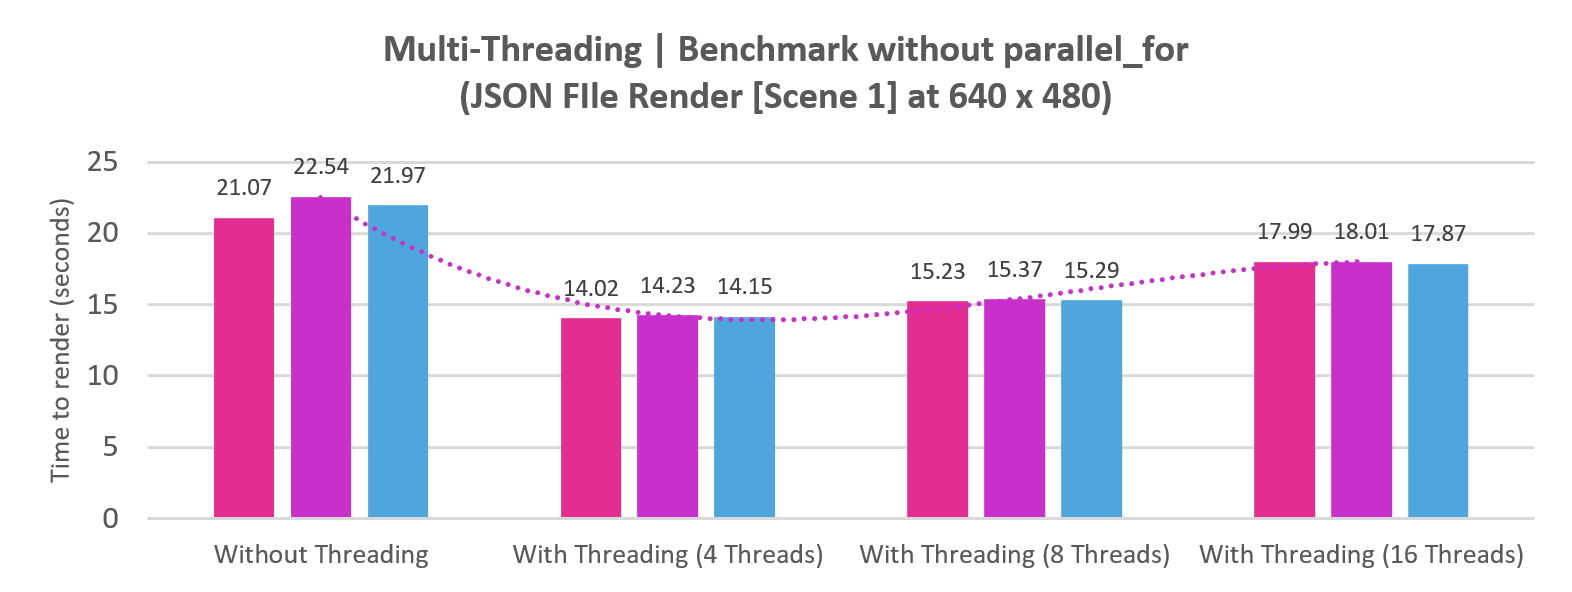 Multi-Threading | Benchmark without parallel_for
(JSON FIle Render [Scene 1] at 640 x 480)
Time to render (seconds)
25
20
15
10
5
0
21.07
22.54
21.97
14.02
14.23
14.15
15.23
15.37
15.29
17.99
18.01
17.87
Without Threading
With Threading (4 Threads)
With Threading (8 Threads)
With Threading (16 Threads)